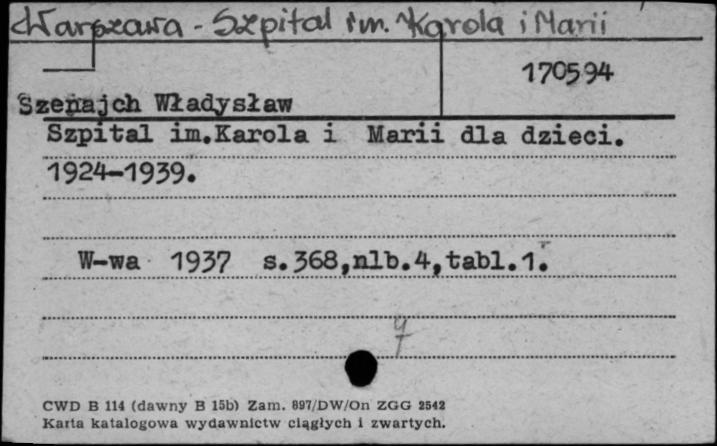 Warszawa - Szpital im. Karola i Marii
170594
Szenajch Władysław
Szpital im.Karola i Marii dla dzieci.
1924-1939.
W-wa 1937 s.368,nlb.4,tabl.1.
CWD B 114 (dawny B 15b) Zam. 897/DW/On ZGG 2542
Karta katalogowa wydawnictw ciągłych i zwartych.